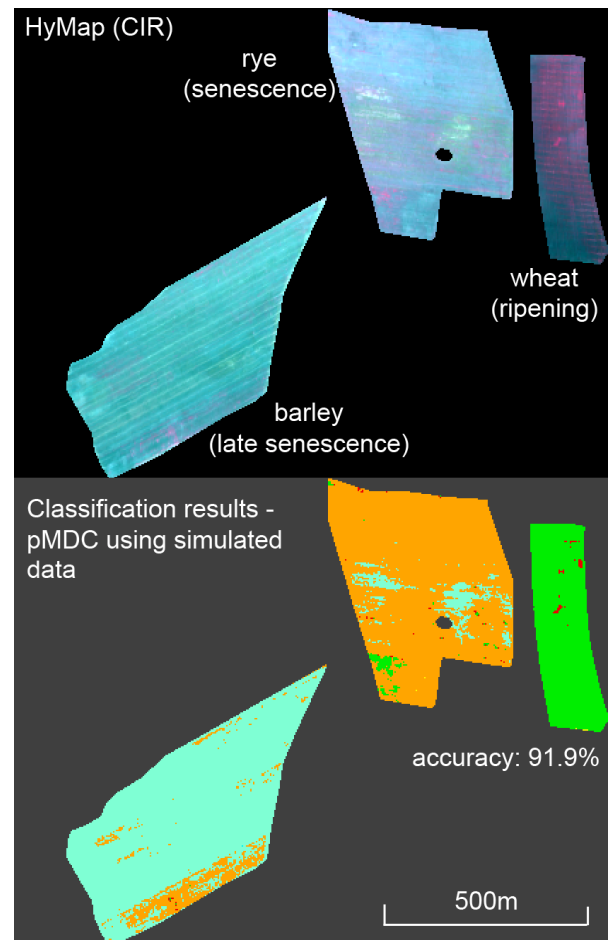 HyMap (CIR)
rye
(senescence)
wheat
(ripening)
barley
(late senescence)
Classification results -
pMDC using simulated
data
accuracy: 91.9%
500m